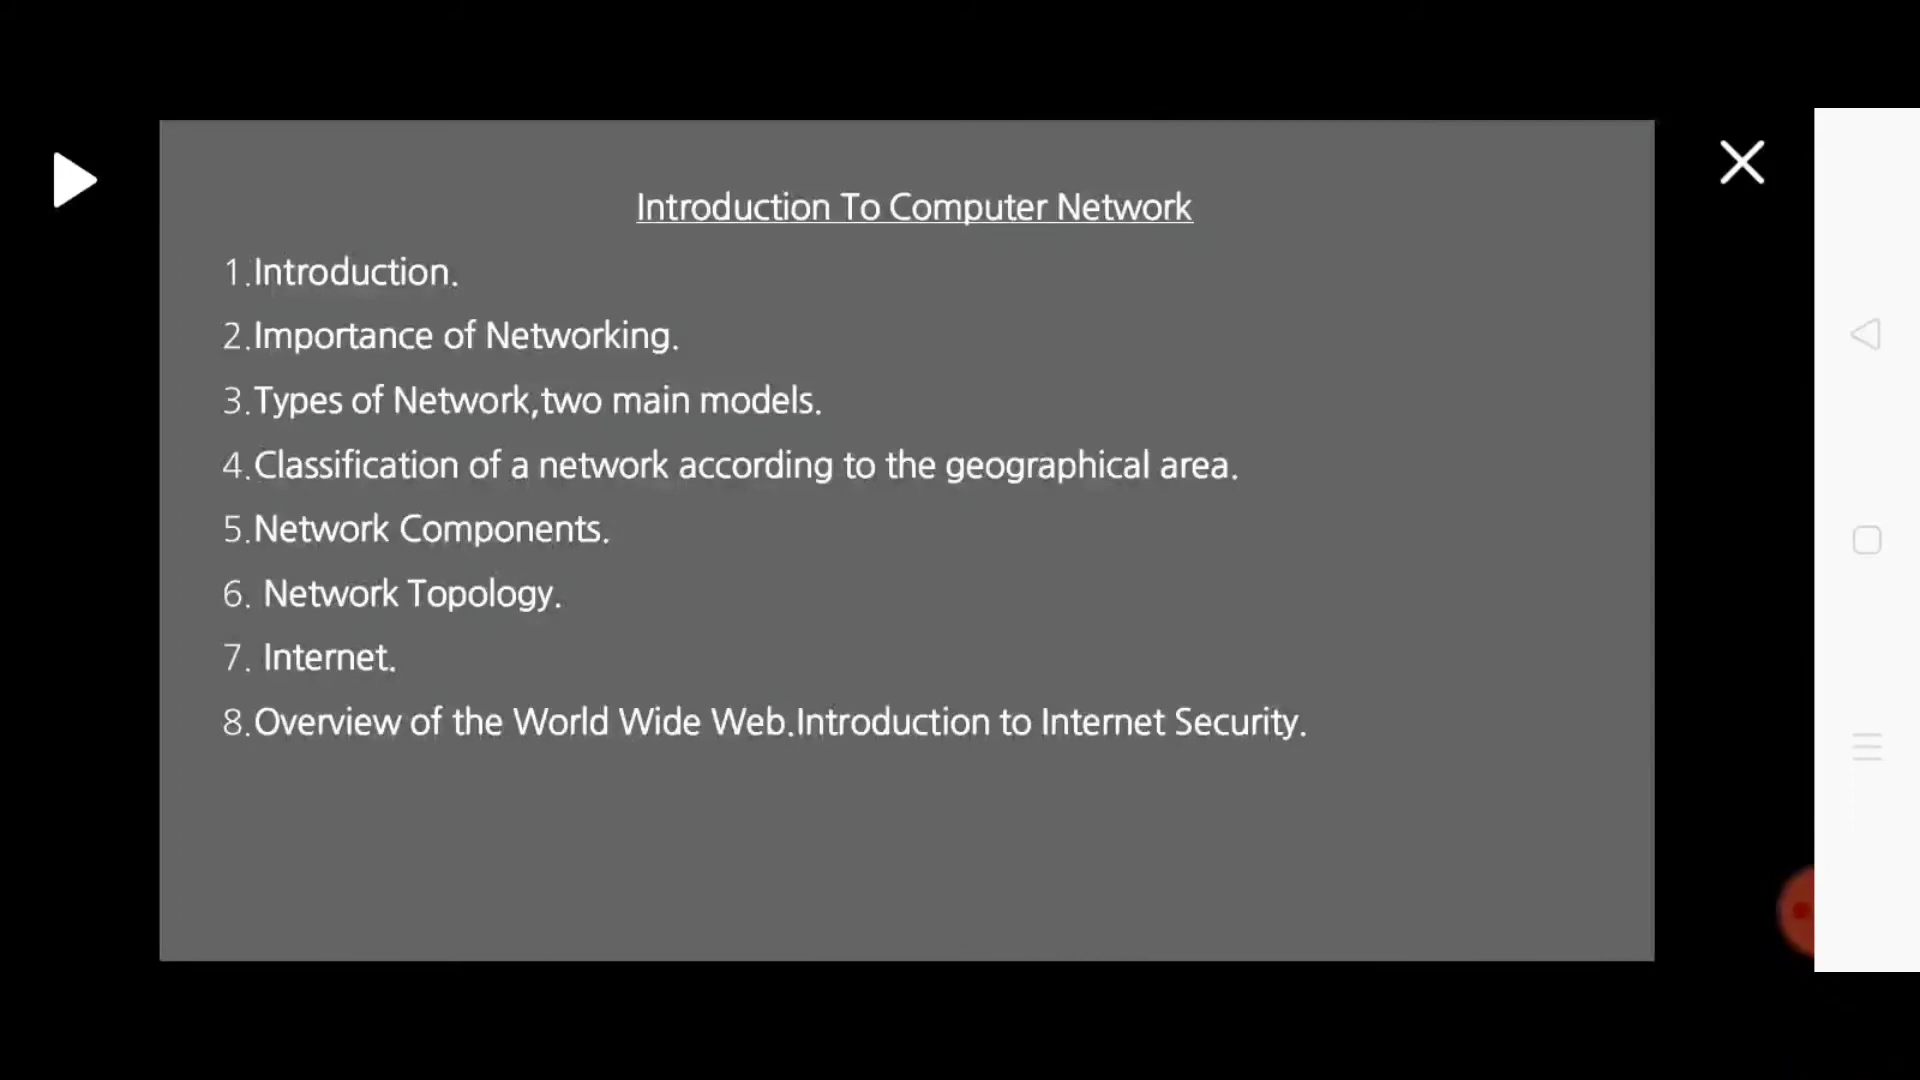 Introduction To Computer Network
1.Introduction.
2.Importance of Networking.
3.Types of Network,two main models.
4.Classification of a network according to the geographical area.
5.Network Components.
6. Network Topology.
7. Internet.
8.Overview of the World Wide Web.Introduction to Internet Security.